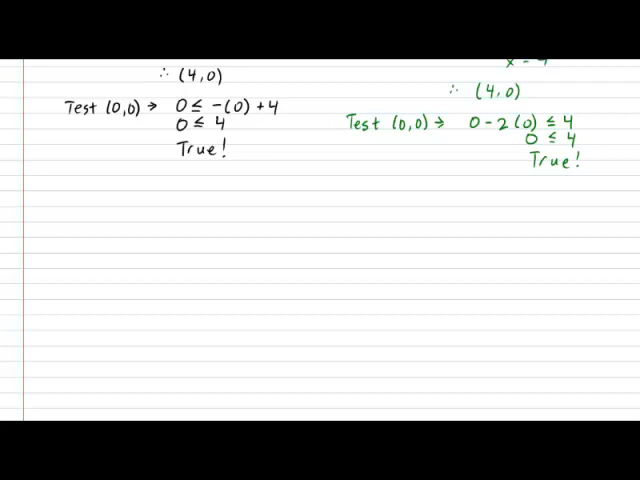 x = 4
∴ (4,0)
Test (0,0) → 0 ≤ -(0) + 4
0 ≤ 4
True!
∴ (4,0)
Test (0,0) → 0 - 2(0) ≤ 4
0 ≤ 4
True!